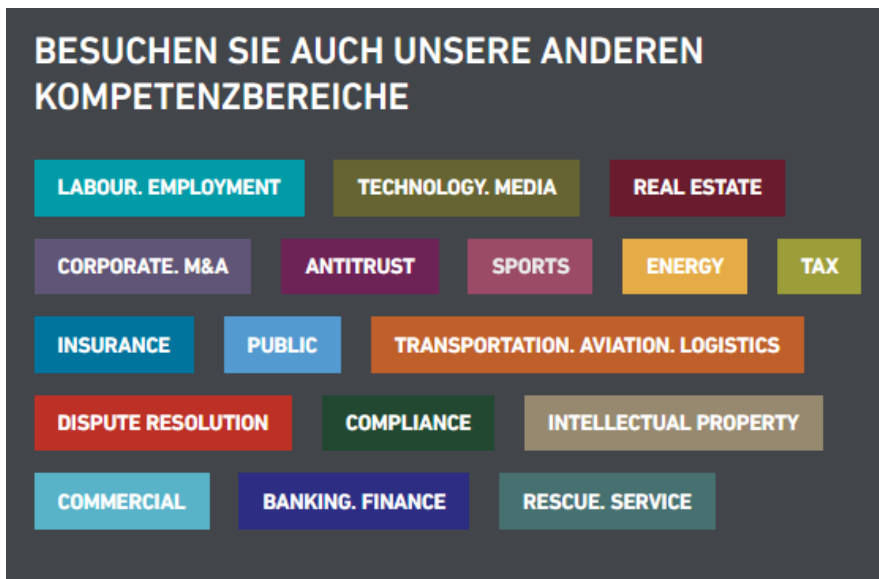 BESUCHEN SIE AUCH UNSERE ANDEREN
KOMPETENZBEREICHE
LABOUR. EMPLOYMENT TECHNOLOGY. MEDIA REAL ESTATE
CORPORATE. M&A ANTITRUST SPORTS ENERGY TAX
INSURANCE PUBLIC TRANSPORTATION. AVIATION. LOGISTICS
DISPUTE RESOLUTION COMPLIANCE INTELLECTUAL PROPERTY
COMMERCIAL BANKING. FINANCE RESCUE. SERVICE